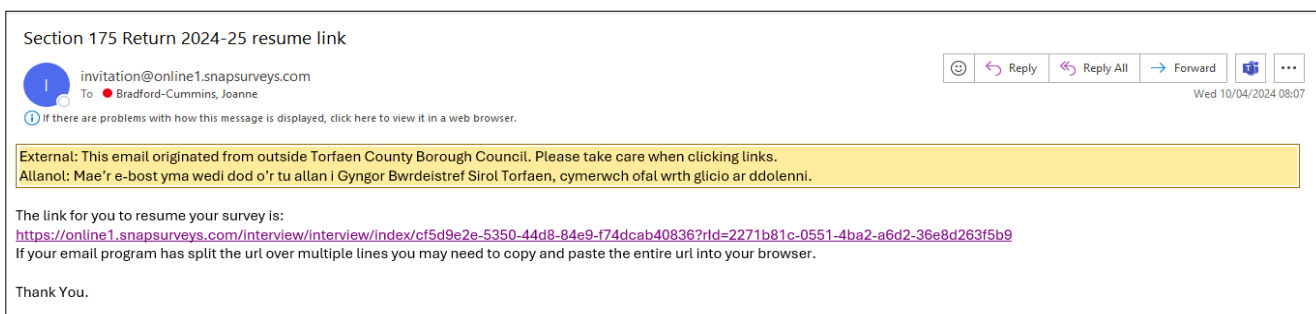 Section 175 Return 2024-25 resume link
I
invitation@online1.snapsurveys.com
To Bradford-Cummins, Joanne
Reply
Reply All
Forward
Wed 10/04/2024 08:07
If there are problems with how this message is displayed, click here to view it in a web browser.
External: This email originated from outside Torfaen County Borough Council. Please take care when clicking links.
Allanol: Mae'r e-bost yma wedi dod o'r tu allan i Gyngor Bwrdeistref Sirol Torfaen, cymerwch ofal wrth glicio ar ddolenni.
The link for you to resume your survey is:
https://online1.snapsurveys.com/interview/interview/index/cf5d9e2e-5350-44d8-84e9-f74dcab40836?rId=2271b81c-0551-4ba2-a6d2-36e8d263f5b9
If your email program has split the url over multiple lines you may need to copy and paste the entire url into your browser.
Thank You.